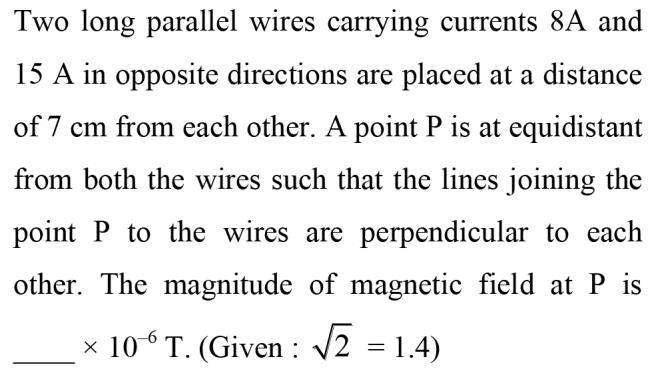 Two long parallel wires carrying currents 8A and
15 A in opposite directions are placed at a distance
of 7 cm from each other. A point P is at equidistant
from both the wires such that the lines joining the
point P to the wires are perpendicular to each
other. The magnitude of magnetic field at P is
____ × 10⁻⁶ T. (Given : √2 = 1.4)